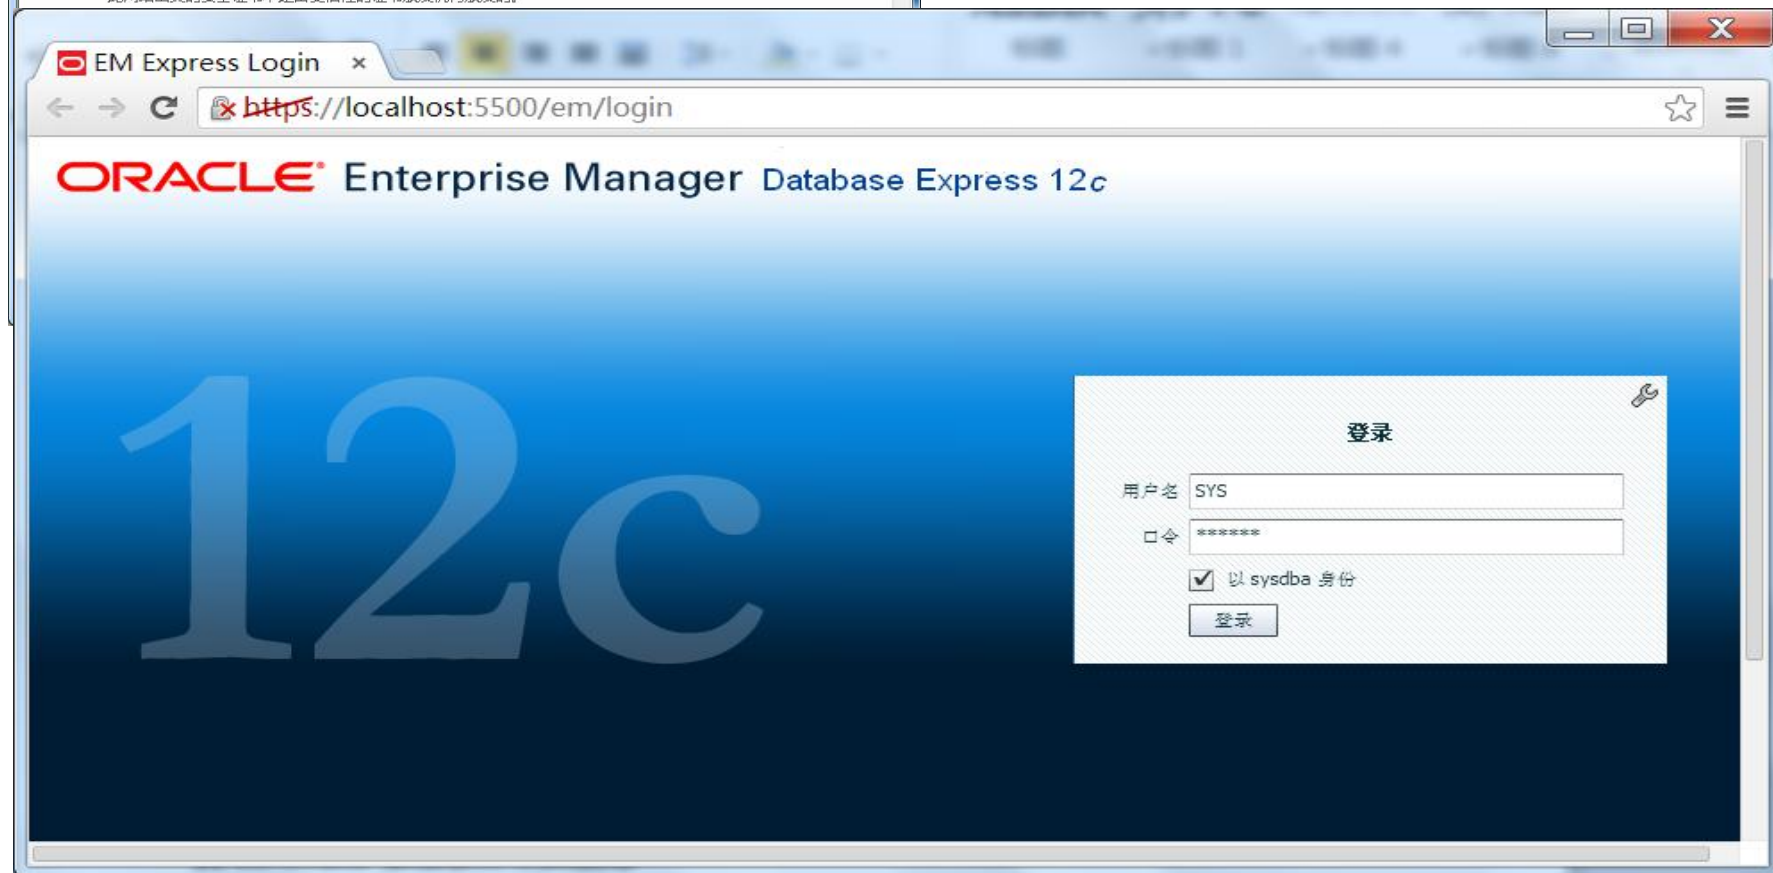 EM Express Login
https://localhost:5500/em/login
ORACLE Enterprise Manager Database Express 12c
12c
登录
用户名 SYS
口令 ******
以 sysdba 身份
登录